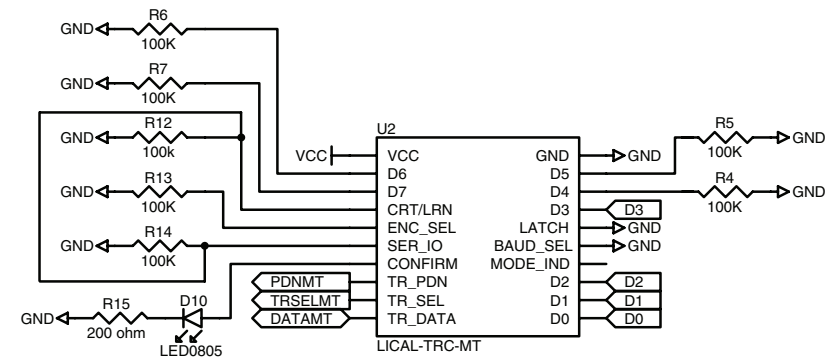 R6
GND
100K
R7
GND
100K
R12
GND
100k
R13
GND
100K
R14
GND
100K
R15
GND
200 ohm
D10
LED0805
U2
VCC
VCC GND GND
D6 D5
D7 D4
CRT/LRN D3 D3
ENC_SEL LATCH GND
SER_IO BAUD_SEL GND
CONFIRM MODE_IND
PDNMT TR_PDN D2 D2
TRSELMT TR_SEL D1 D1
DATAMT TR_DATA D0 D0
LICAL-TRC-MT
R5
GND
100K
R4
GND
100K